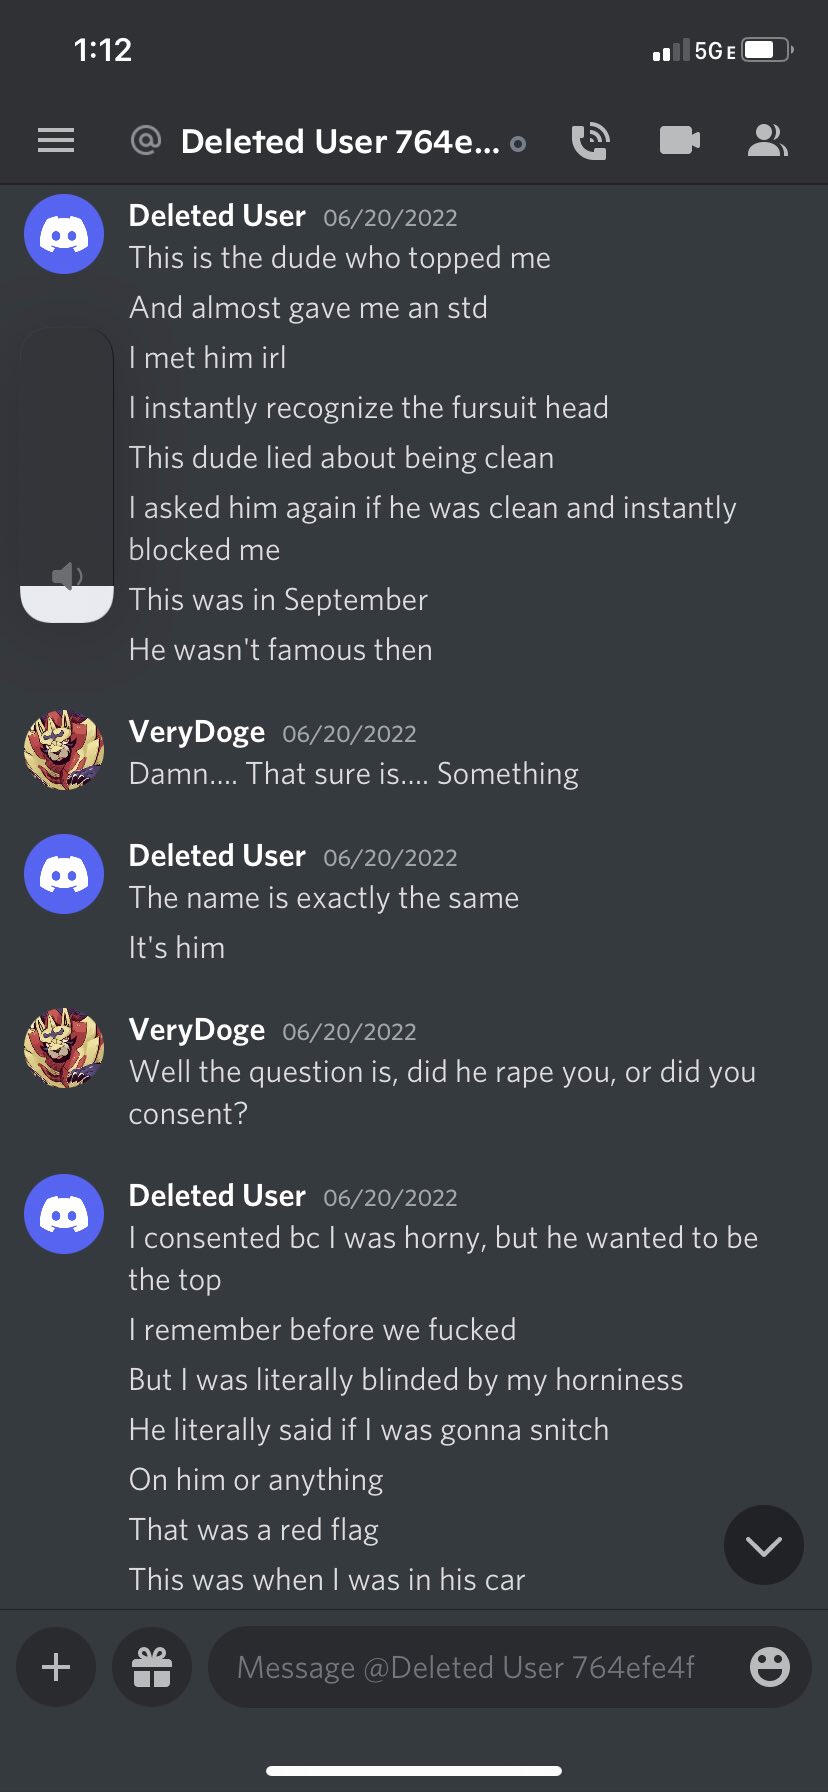 1:12
5GE
@ Deleted User 764e...
Deleted User 06/20/2022
This is the dude who topped me
And almost gave me an std
I met him irl
I instantly recognize the fursuit head
This dude lied about being clean
I asked him again if he was clean and instantly
blocked me
This was in September
He wasn't famous then
VeryDoge 06/20/2022
Damn.... That sure is.... Something
Deleted User 06/20/2022
The name is exactly the same
It's him
VeryDoge 06/20/2022
Well the question is, did he rape you, or did you
consent?
Deleted User 06/20/2022
I consented bc I was horny, but he wanted to be
the top
I remember before we fucked
But I was literally blinded by my horniness
He literally said if I was gonna snitch
On him or anything
That was a red flag
This was when I was in his car
Message @Deleted User 764efe4f